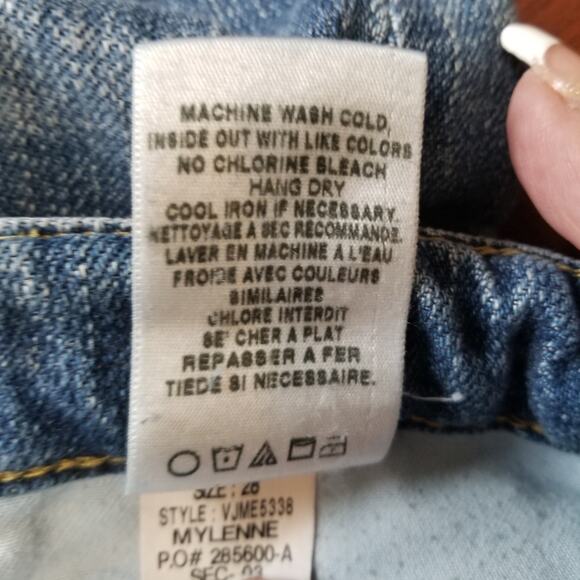 MACHINE WASH COLD,
INSIDE OUT WITH LIKE COLORS
NO CHLORINE BLEACH
HANG DRY
COOL IRON IF NECESSARY.
NETTOYAGE A SEC RECOMMANDE.
LAVER EN MACHINE A L'EAU
FROIDE AVEC COULEURS
SIMILAIRES
CHLORE INTERDIT
SE' CHER A PLAT
REPASSER A FER
TIEDE SI NECESSAIRE.
SIZE : 28
STYLE : VJME5338
MYLENNE
P.O# 285600-A
SEC- 03